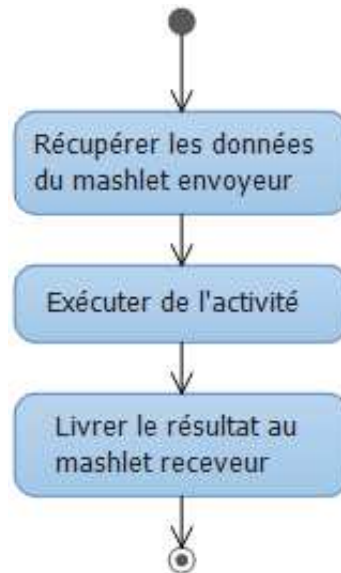 Récupérer les données
du mashlet envoyeur
Exécuter de l'activité
Livrer le résultat au
mashlet receveur